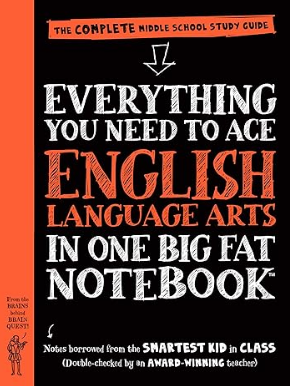 THE COMPLETE MIDDLE SCHOOL STUDY GUIDE
EVERYTHING
YOU NEED TO ACE
ENGLISH
LANGUAGE ARTS
IN ONE BIG FAT
NOTEBOOK™
From the
BRAINS
behind
BRAIN
QUEST®
Notes borrowed from the SMARTEST KID in CLASS
(Double-checked by an AWARD-WINNING teacher)